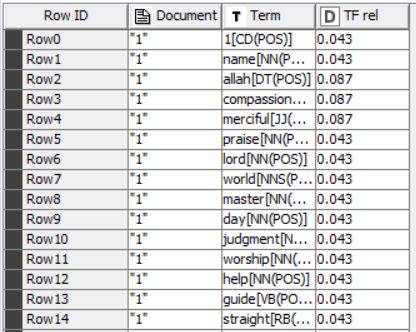 Row ID Document T Term D TF rel
Row0 "1" 1[CD(POS)] 0.043
Row1 "1" name[NN(P... 0.043
Row2 "1" allah[DT(POS)] 0.087
Row3 "1" compassion... 0.087
Row4 "1" merciful[JJ(... 0.087
Row5 "1" praise[NN(P... 0.043
Row6 "1" lord[NN(POS)] 0.043
Row7 "1" world[NNS(P... 0.043
Row8 "1" master[NN(... 0.043
Row9 "1" day[NN(POS)] 0.043
Row10 "1" judgment[N... 0.043
Row11 "1" worship[NN(... 0.043
Row12 "1" help[NN(POS)] 0.043
Row13 "1" guide[VB(PO... 0.043
Row14 "1" straight[RB(... 0.043